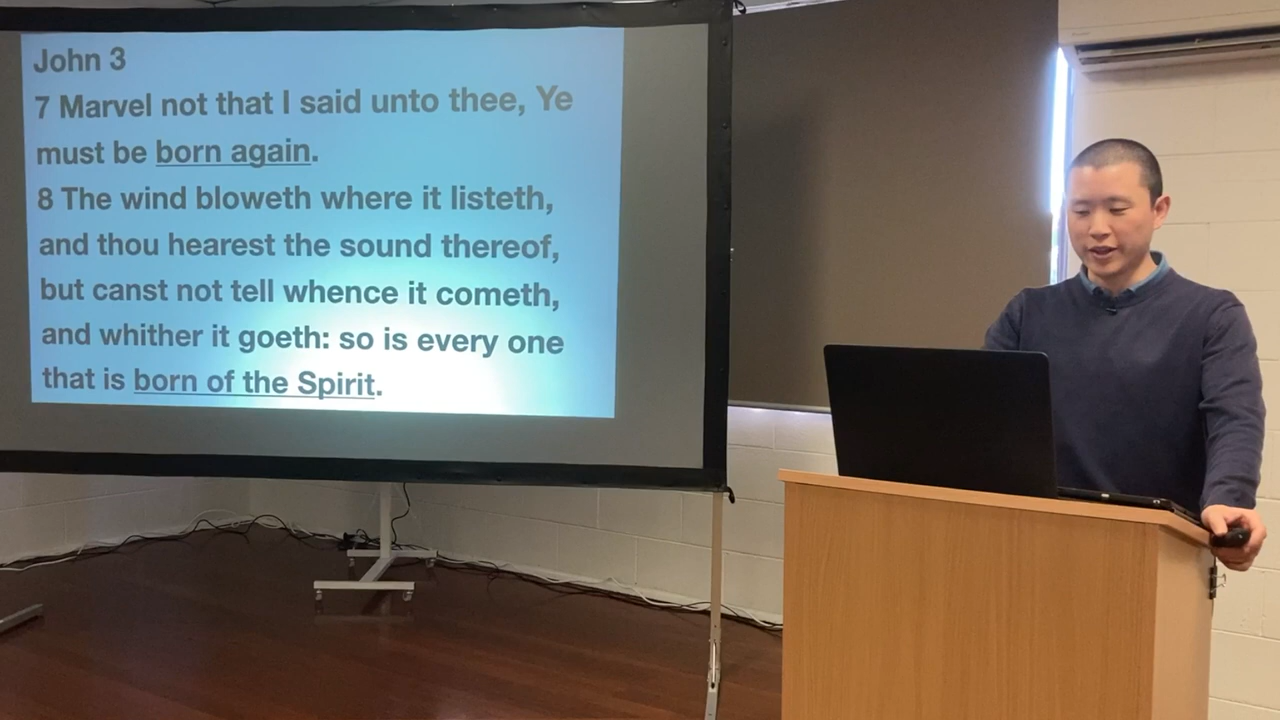 John 3
7 Marvel not that I said unto thee, Ye
must be born again.
8 The wind bloweth where it listeth,
and thou hearest the sound thereof,
but canst not tell whence it cometh,
and whither it goeth: so is every one
that is born of the Spirit.